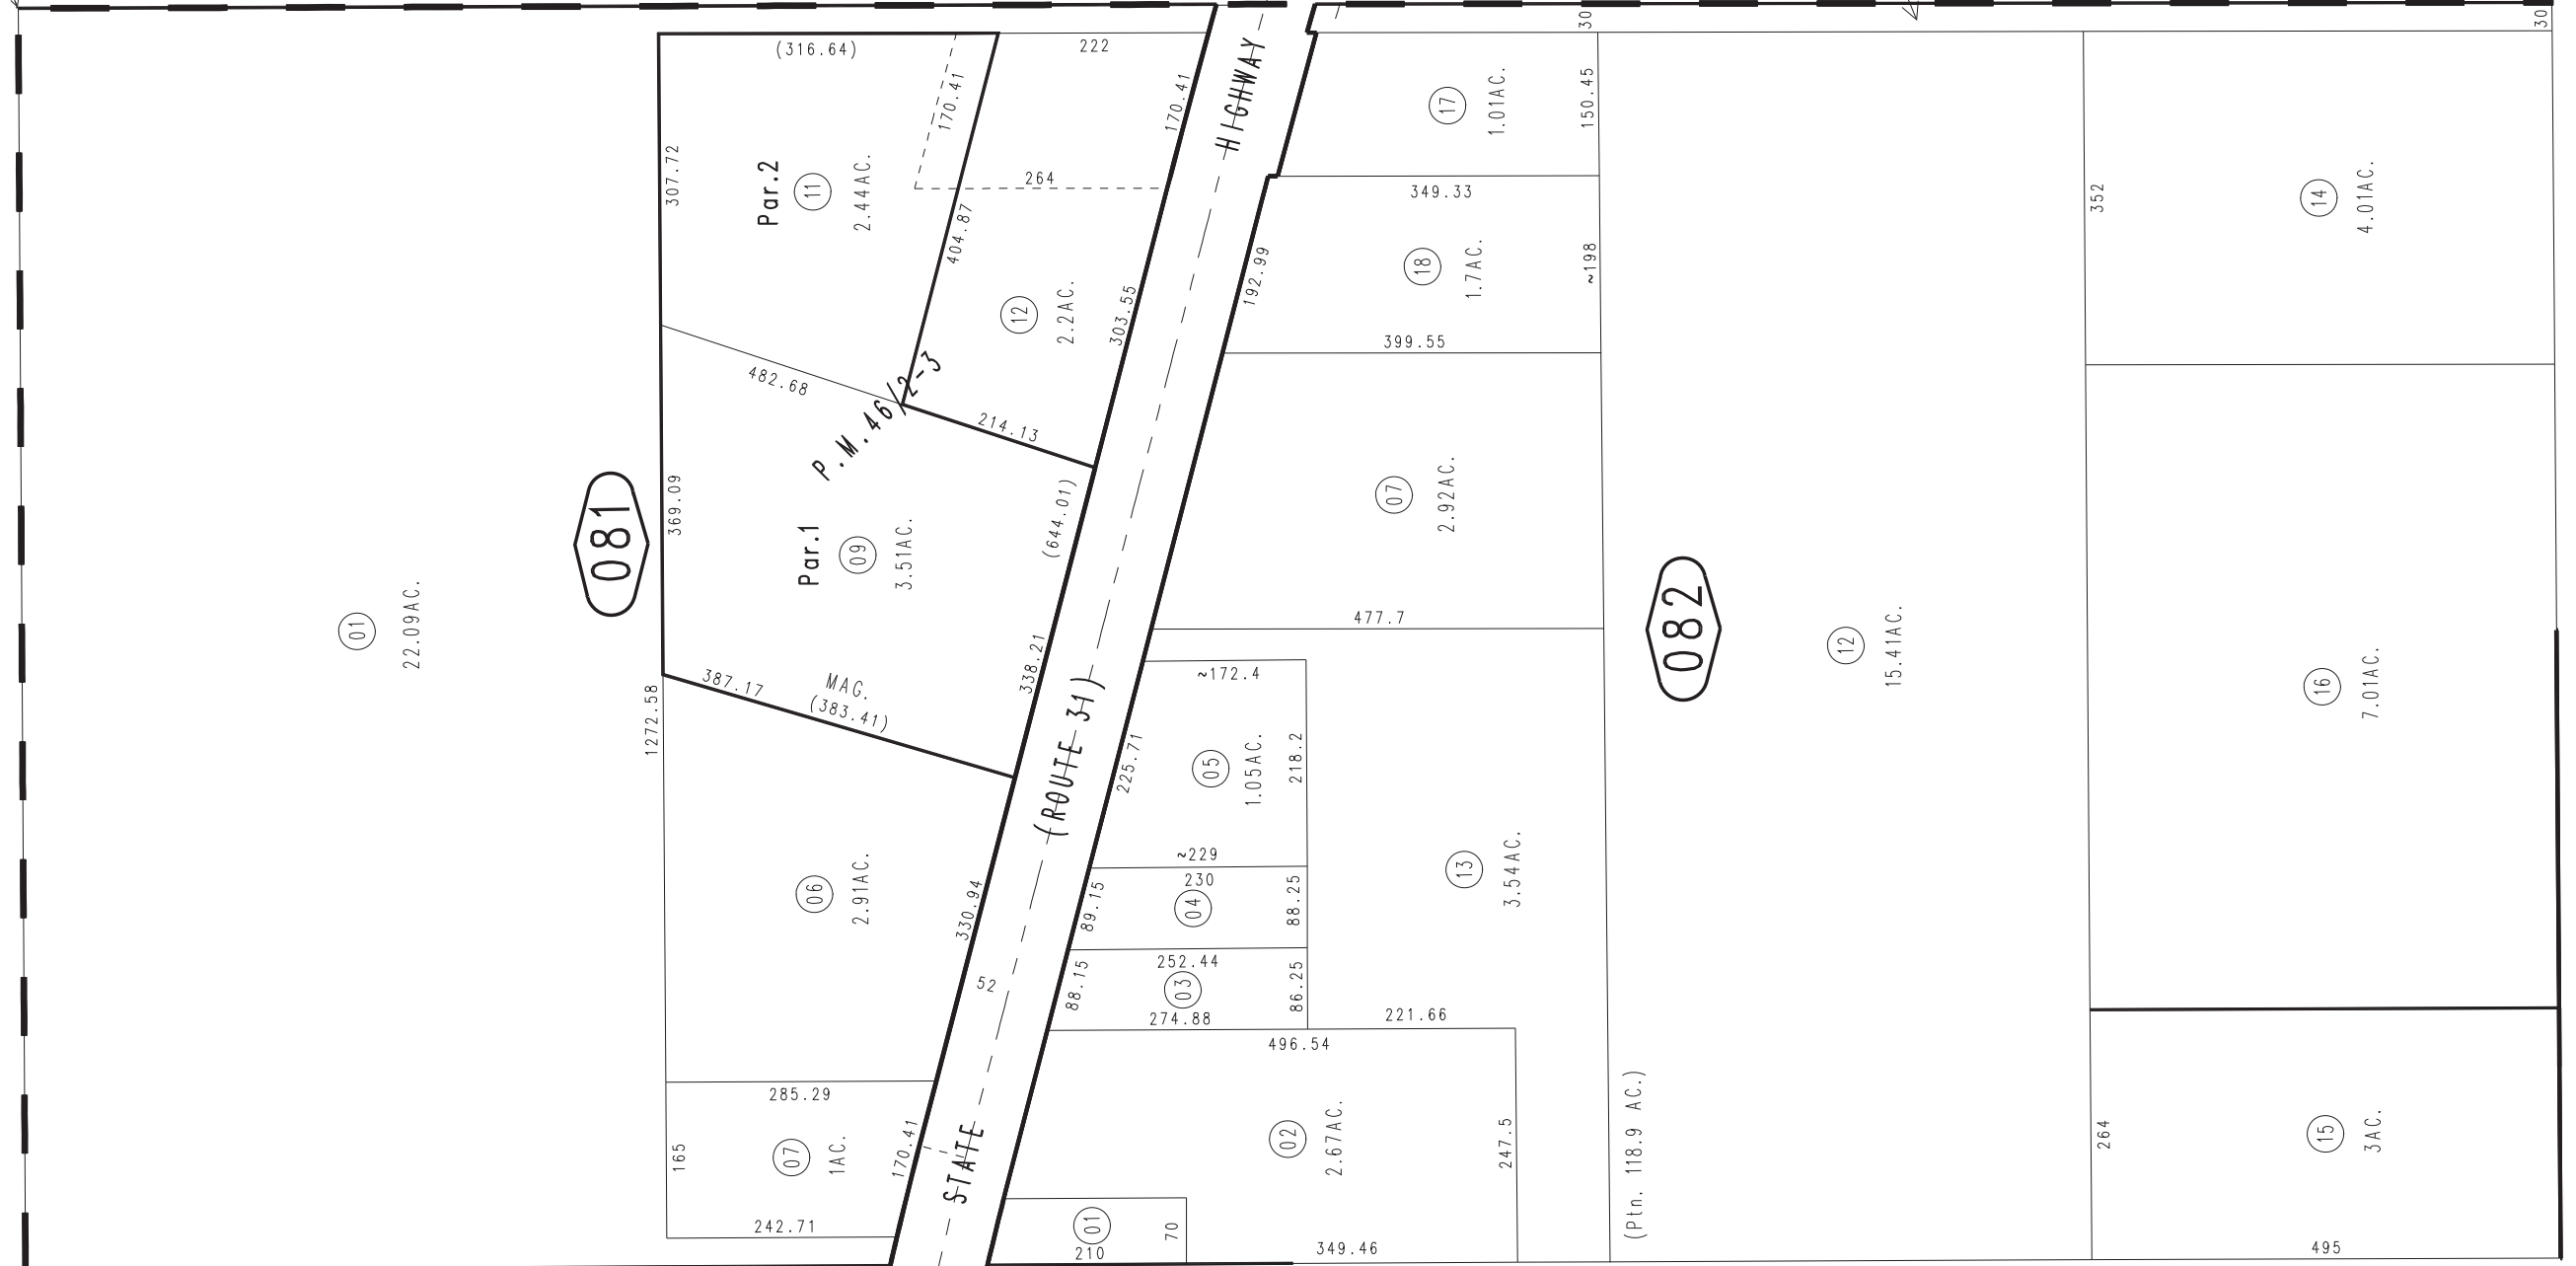 30
30
(316.64)
222
170.41
170.41
HIGHWAY
17
1.01AC.
150.45
307.72
Par.2
11
2.44AC.
264
404.87
349.33
352
14
4.01AC.
12
2.2AC.
303.55
192.99
18
1.7AC.
~198
399.55
482.68
P.M.46/2-3
214.13
081
369.09
Par.1
09
3.51AC.
(644.01)
07
2.92AC.
01
22.09AC.
477.7
082
12
15.41AC.
16
7.01AC.
338.21
387.17
MAG.
(383.41)
1272.58
(ROUTE 31)
~172.4
225.71
05
1.05AC.
218.2
~229
06
2.91AC.
330.94
230
89.15
04
88.25
13
3.54AC.
52
252.44
88.15
03
86.25
274.88
221.66
496.54
285.29
165
07
1AC.
170.41
STATE
02
2.67AC.
247.5
(Ptn. 118.9 AC.)
264
15
3AC.
242.71
01
70
210
349.46
495